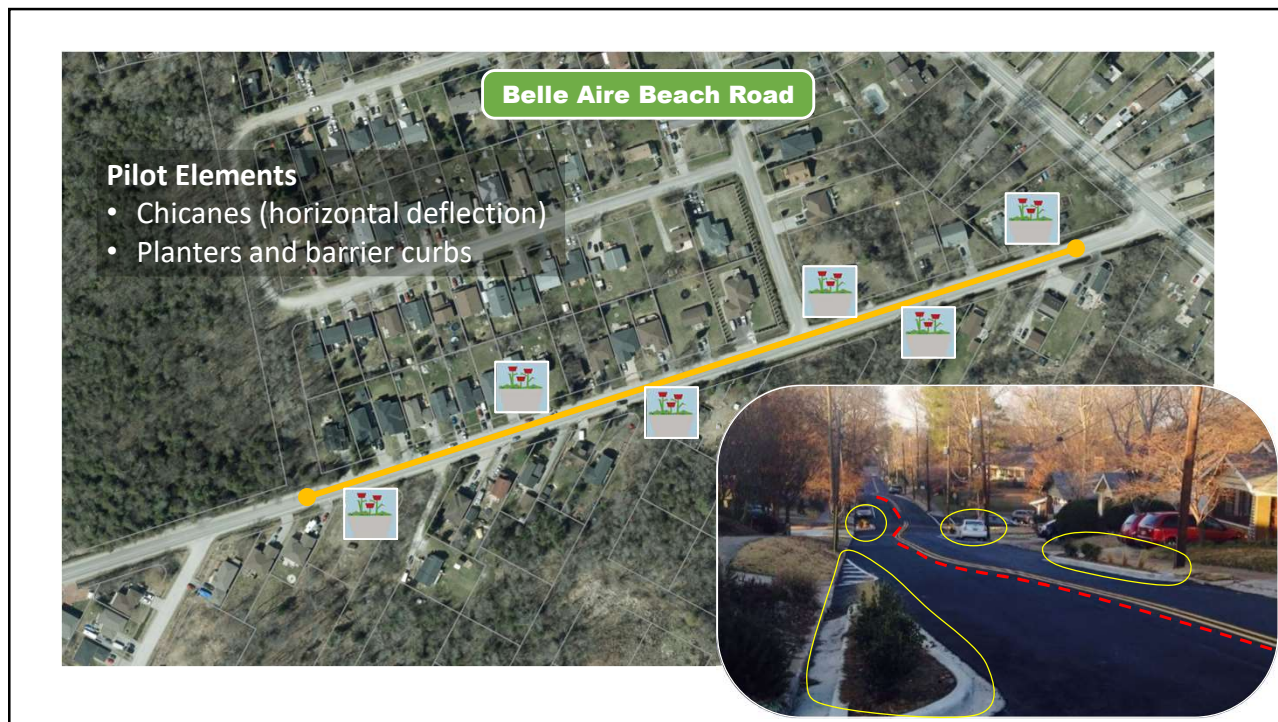 Belle Aire Beach Road
Pilot Elements
• Chicanes (horizontal deflection)
• Planters and barrier curbs